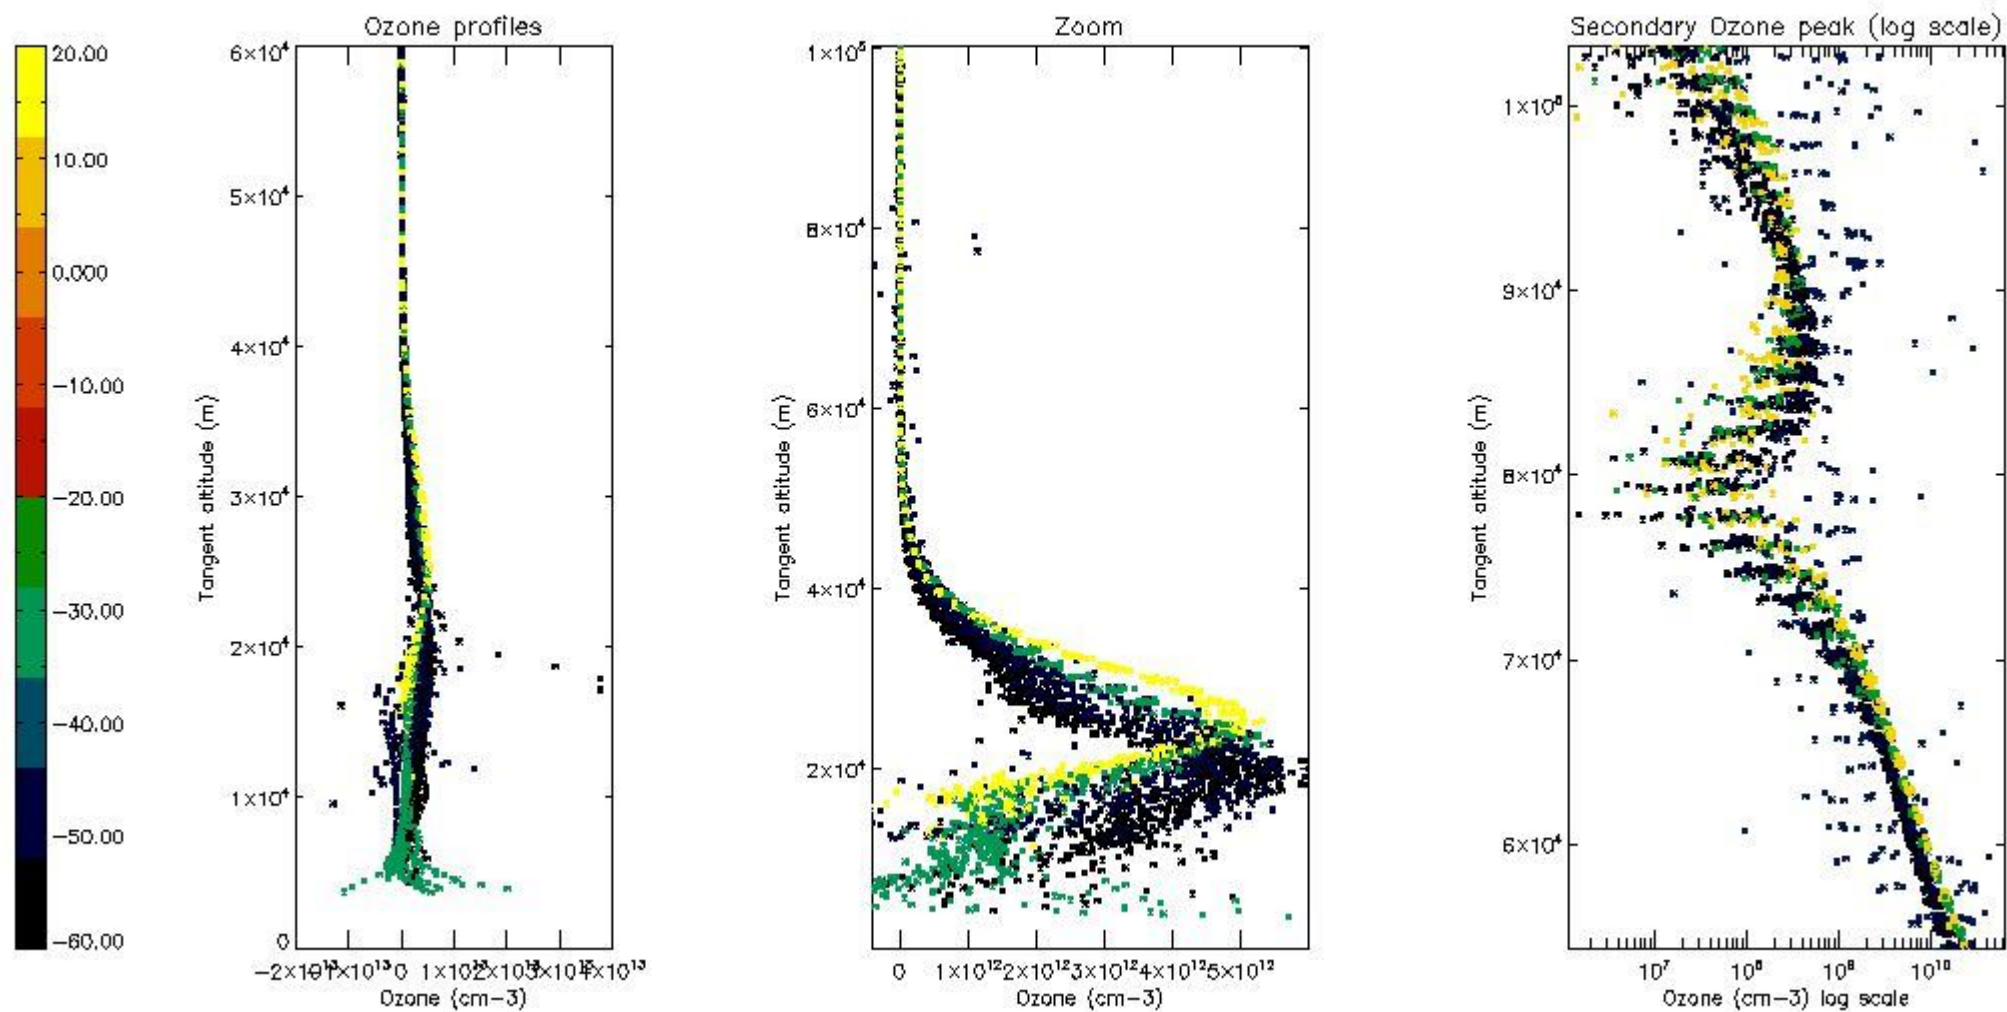 Ozone profiles
Zoom
Secondary Ozone peak (log scale)
20.00
10.00
0.000
−10.00
−20.00
−30.00
−40.00
−50.00
−60.00
6×10⁴
5×10⁴
4×10⁴
3×10⁴
2×10⁴
1×10⁴
0
Tangent altitude (m)
0 1×10¹³
4×10¹³
Ozone (cm−3)
1×10⁵
8×10⁴
6×10⁴
4×10⁴
2×10⁴
Tangent altitude (m)
0 1×10¹² 2×10¹² 3×10¹² 4×10¹² 5×10¹²
Ozone (cm−3)
9×10⁴
8×10⁴
7×10⁴
6×10⁴
Tangent altitude (m)
10⁷ 10⁸ 10⁹ 10¹⁰
Ozone (cm−3) log scale